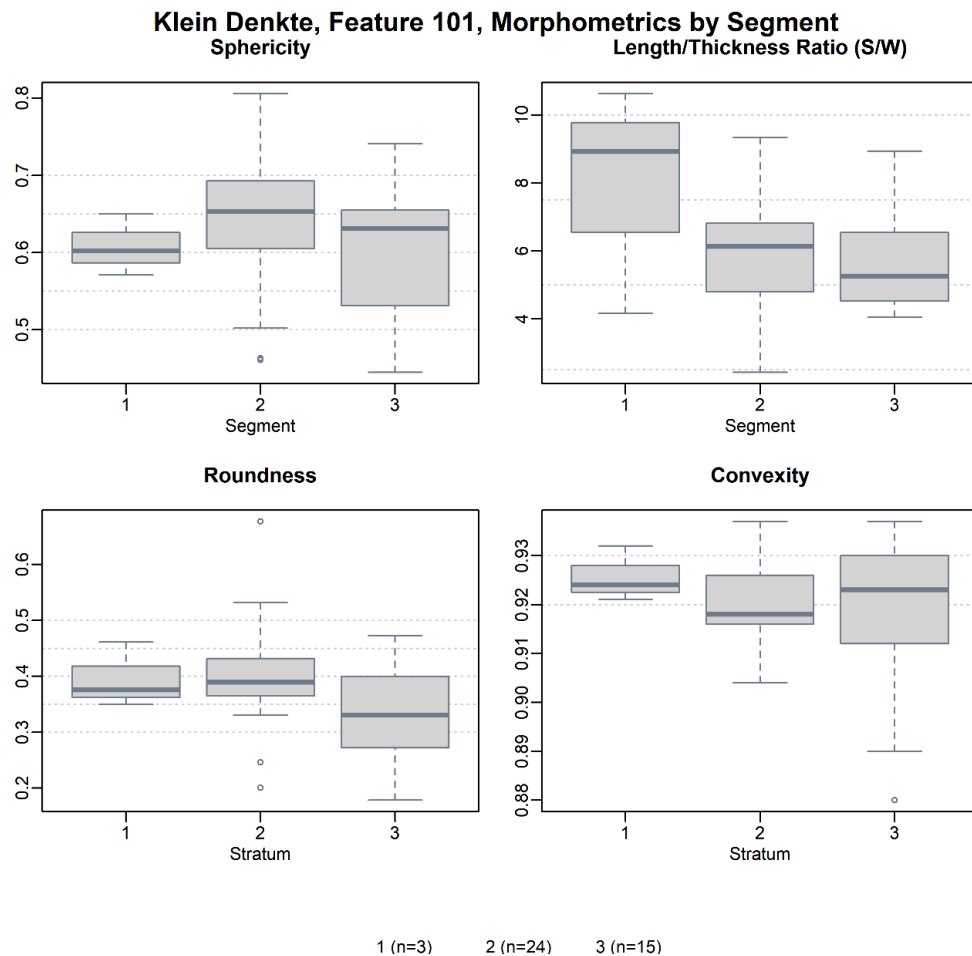 Klein Denkte, Feature 101, Morphometrics by Segment
Sphericity
0.8
0.7
0.6
0.5
1 2 3
Segment
Length/Thickness Ratio (S/W)
10
8
6
4
1 2 3
Segment
Roundness
0.6
0.5
0.4
0.3
0.2
1 2 3
Stratum
Convexity
0.93
0.92
0.91
0.90
0.89
0.88
1 2 3
Stratum
1 (n=3) 2 (n=24) 3 (n=15)